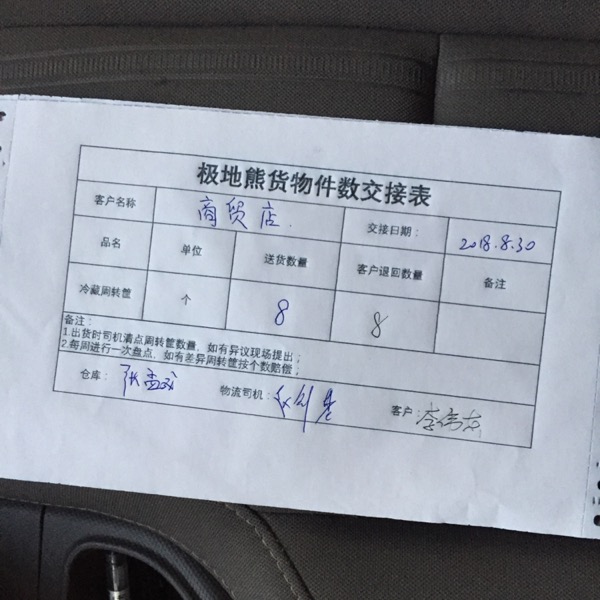 极地熊货物件数交接表
客户名称 商贸店 交接日期： 2018.8.30
品名 单位 送货数量 客户退回数量 备注
冷藏周转筐 个 8 8
备注：
1.出货时司机清点周转筐数量，如有异议现场提出；
2.每周进行一次盘点，如有差异周转筐按个数赔偿；
仓库： 物流司机： 客户：